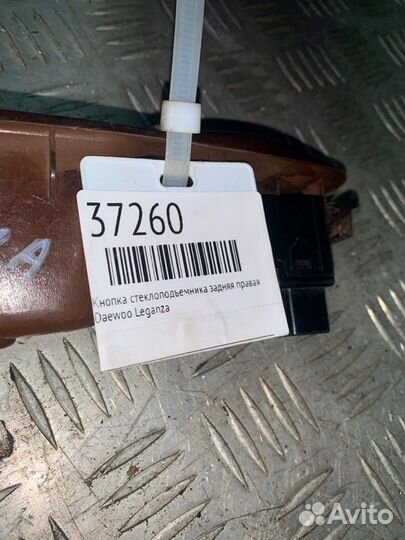 37260
Кнопка стеклоподъемника задняя правая
Daewoo Leganza
Avito